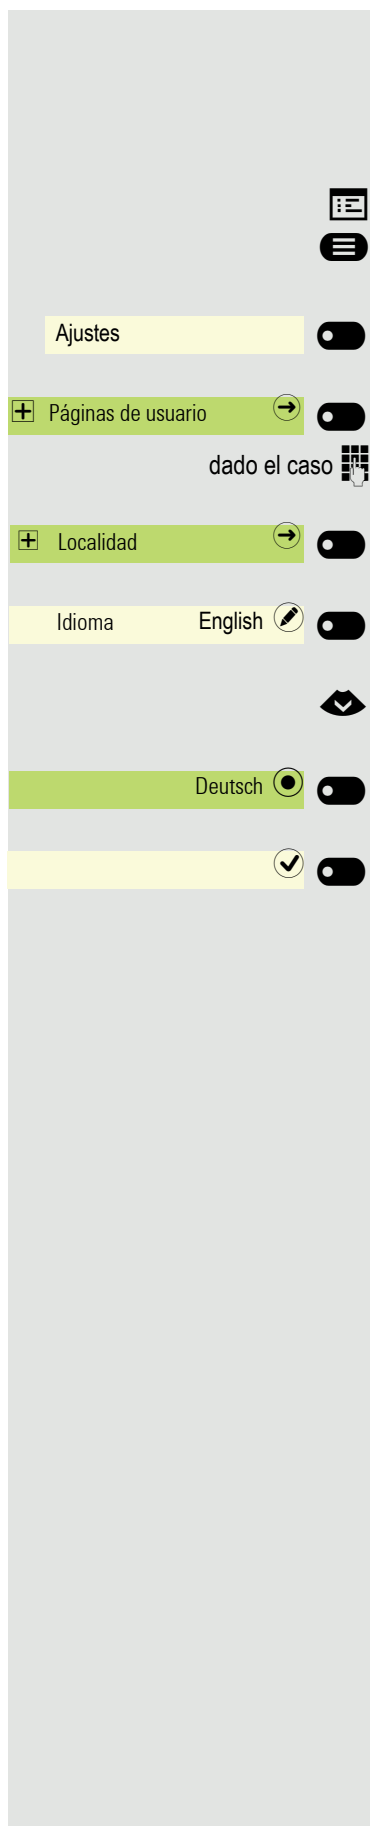 Ajustes
Páginas de usuario
dado el caso
Localidad
Idioma English
Deutsch